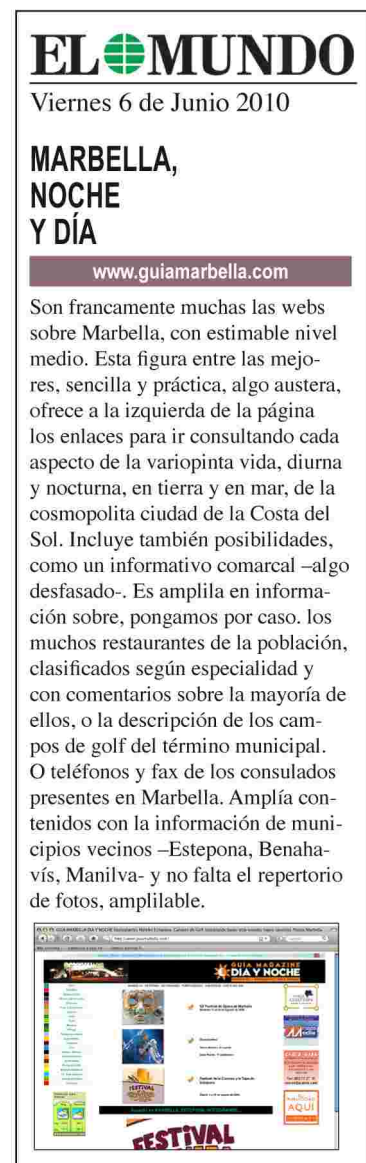 EL MUNDO
Viernes 6 de Junio 2010
MARBELLA,
NOCHE
Y DÍA
www.guiamarbella.com
Son francamente muchas las webs
sobre Marbella, con estimable nivel
medio. Esta figura entre las mejo-
res, sencilla y práctica, algo austera,
ofrece a la izquierda de la página
los enlaces para ir consultando cada
aspecto de la variopinta vida, diurna
y nocturna, en tierra y en mar, de la
cosmopolita ciudad de la Costa del
Sol. Incluye también posibilidades,
como un informativo comarcal –algo
desfasado-. Es amplila en informa-
ción sobre, pongamos por caso. los
muchos restaurantes de la población,
clasificados según especialidad y
con comentarios sobre la mayoría de
ellos, o la descripción de los cam-
pos de golf del término municipal.
O teléfonos y fax de los consulados
presentes en Marbella. Amplía con-
tenidos con la información de muni-
cipios vecinos –Estepona, Benaha-
vís, Manilva- y no falta el repertorio
de fotos, amplilable.
GUIA MAGAZINE
DIA Y NOCHE
FESTIVAL
AQUI
FESTIVAL